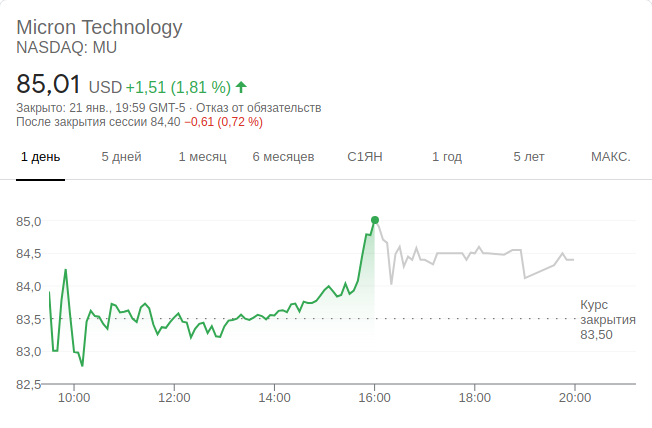 Micron Technology
NASDAQ: MU
85,01 USD +1,51 (1,81 %)
Закрыто: 21 янв., 19:59 GMT-5 · Отказ от обязательств
После закрытия сессии 84,40 −0,61 (0,72 %)
1 день 5 дней 1 месяц 6 месяцев С1ЯН 1 год 5 лет МАКС.
85,0
84,5
84,0
83,5
83,0
82,5
Курс
закрытия
83,50
10:00 12:00 14:00 16:00 18:00 20:00